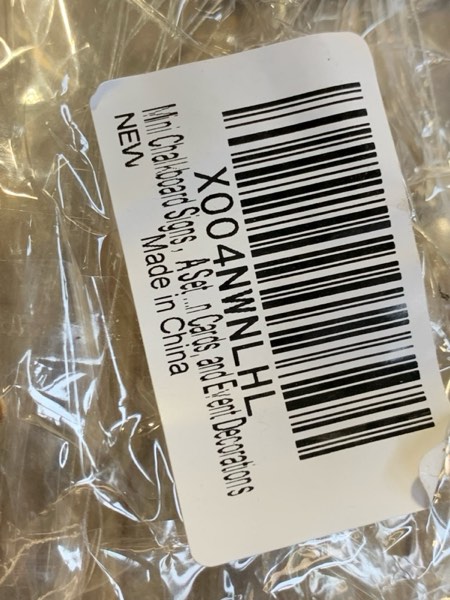 X004NWNLHL
Mini Chalkboard Signs, A Set...n Cards and Event Decorations
NEW
Made in China